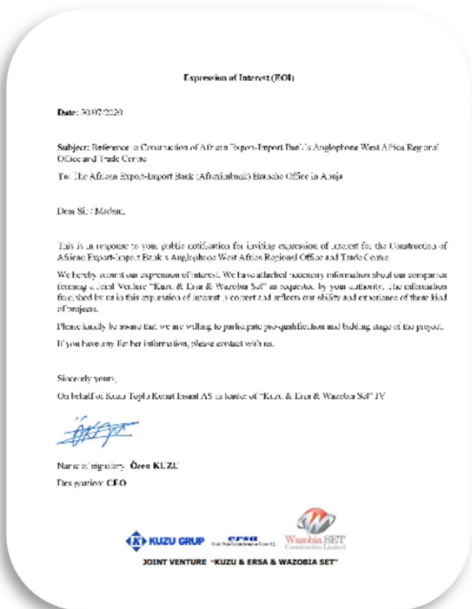 Expression of Interest (EOI)
Date: 30/07/2020
Subject: Reference to Construction of African Export-Import Bank's Anglophone West Africa Regional
Office and Trade Centre
To: The African Export-Import Bank (Afreximbank) Branche Office in Abuja
Dear Sir / Madam,
This is in response to your public notification for inviting expression of interest for the Construction of
African Export-Import Bank's Anglophone West Africa Regional Office and Trade Centre
We hereby submit our expression of interest. We have attached necessary information about our companies
forming a Joint Venture "Kuzu & Ersa & Wazobia Set" as requested by your authority. The information
furnished by us in this expression of interest is correct and reflects our ability and experience of these kind
of projects.
Please kindly be aware that we are willing to participate pre-qualification and bidding stage of the project.
If you have any further information, please contact with us.
Sincerely yours,
On behalf of Kuzu Toplu Konut Insaat AS as leader of "Kuzu & Ersa & Wazobia Set" JV
Name of signatory: Özen KUZU
Designation: CEO
KUZU GRUP ersa Wazobia SET
Construction Limited
JOINT VENTURE "KUZU & ERSA & WAZOBIA SET"